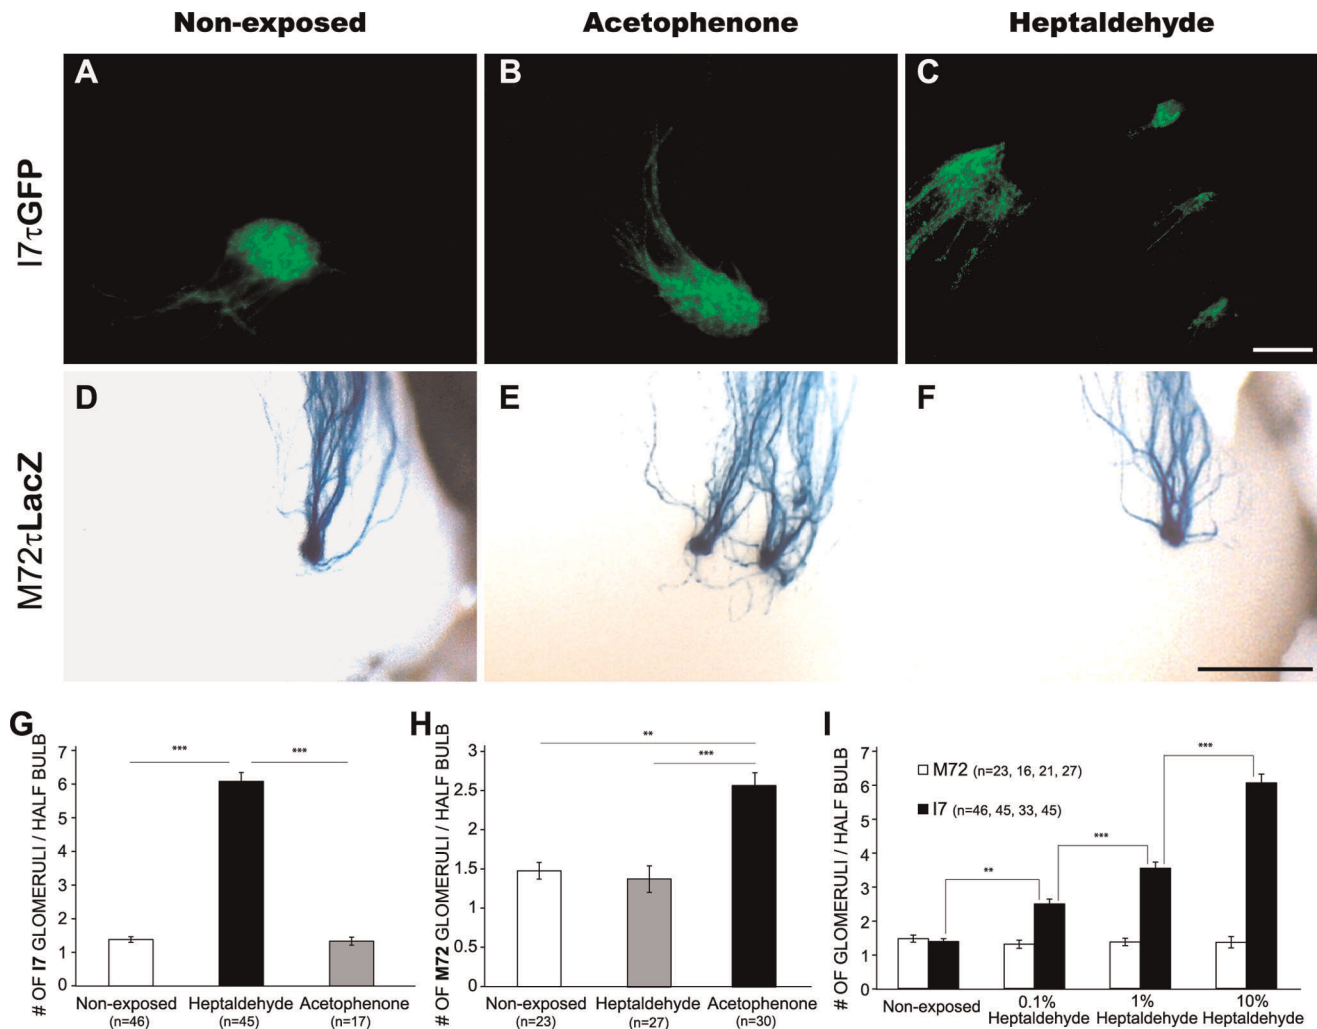 Non-exposed Acetophenone Heptaldehyde
I7τGFP
A B C
M72τLacZ
D E F
G
# OF I7 GLOMERULI / HALF BULB
7
6
5
4
3
2
1
0
*** ***
Non-exposed Heptaldehyde Acetophenone
(n=46) (n=45) (n=17)
H
# OF M72 GLOMERULI / HALF BULB
3
2.5
2
1.5
1
0.5
0
**
***
Non-exposed Heptaldehyde Acetophenone
(n=23) (n=27) (n=30)
I
# OF GLOMERULI / HALF BULB
7
6
5
4
3
2
1
0
M72 (n=23, 16, 21, 27)
I7 (n=46, 45, 33, 45)
** *** ***
Non-exposed 0.1% 1% 10%
Heptaldehyde Heptaldehyde Heptaldehyde